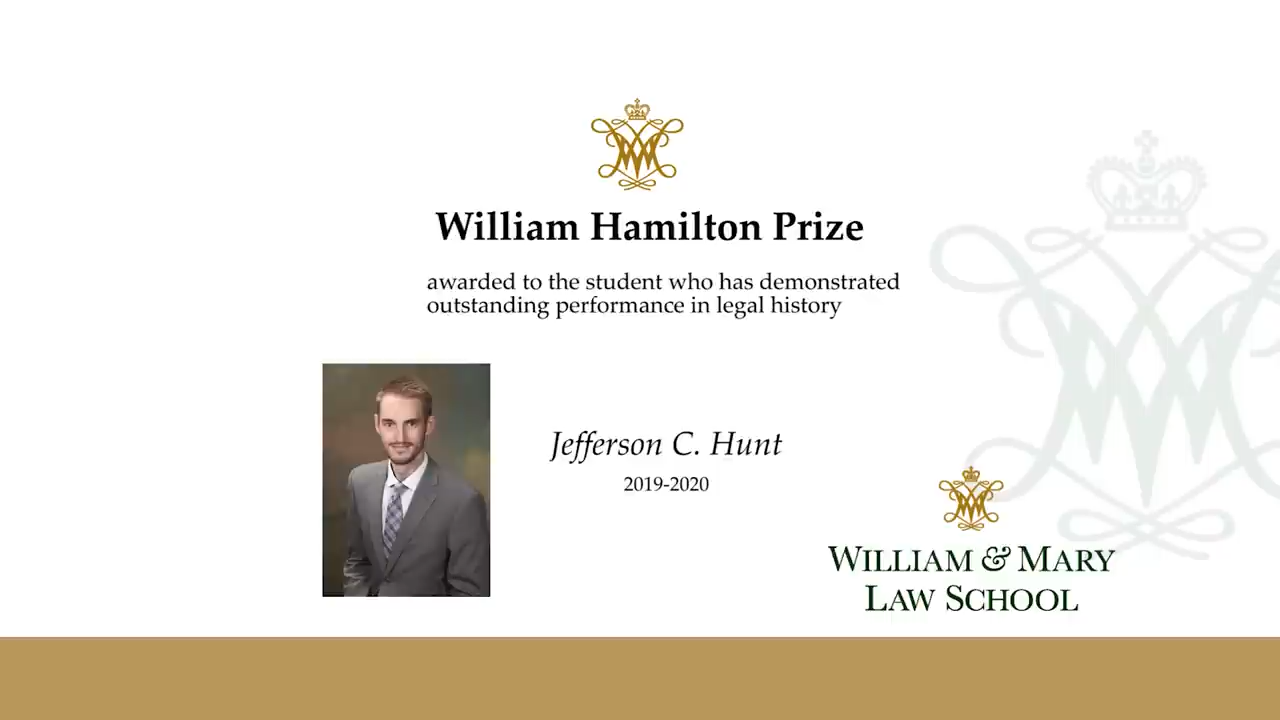 William Hamilton Prize
awarded to the student who has demonstrated
outstanding performance in legal history
Jefferson C. Hunt
2019-2020
WILLIAM & MARY
LAW SCHOOL